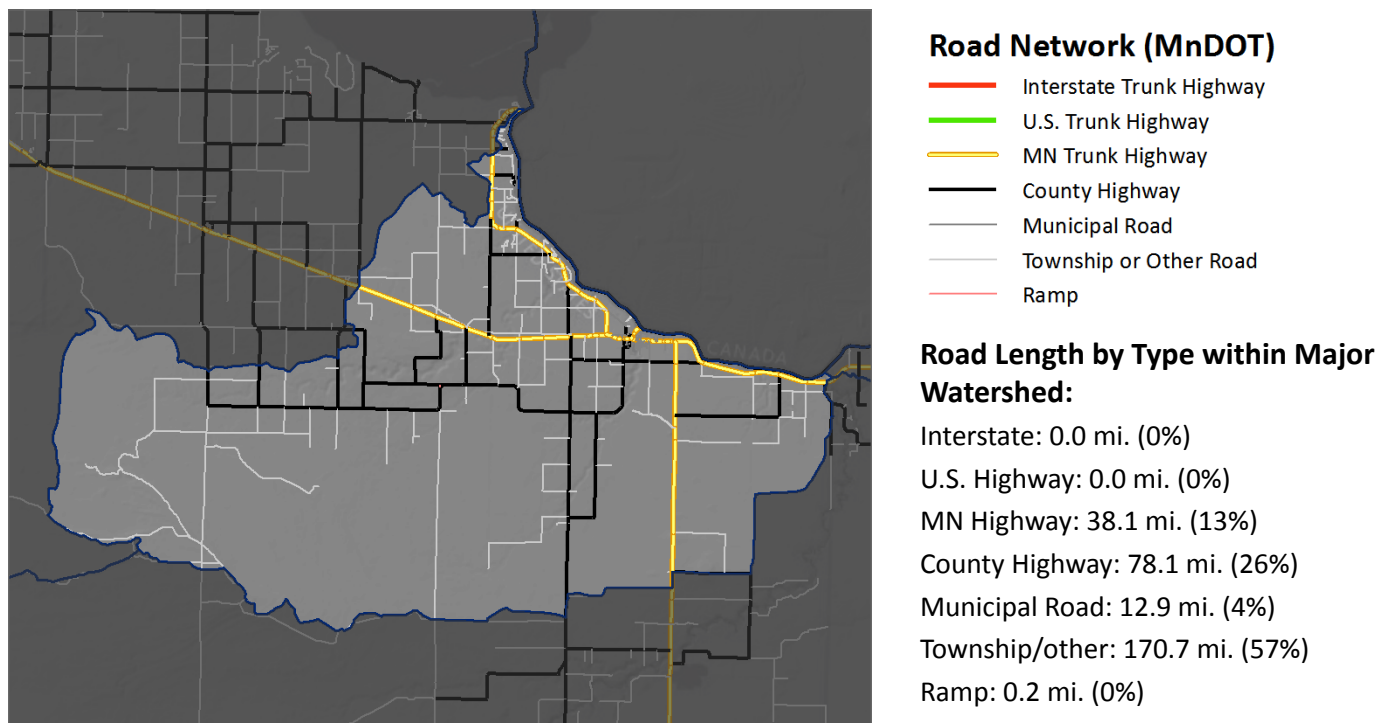 Road Network (MnDOT)
Interstate Trunk Highway
U.S. Trunk Highway
MN Trunk Highway
County Highway
Municipal Road
Township or Other Road
Ramp
CANADA
Road Length by Type within Major
Watershed:
Interstate: 0.0 mi. (0%)
U.S. Highway: 0.0 mi. (0%)
MN Highway: 38.1 mi. (13%)
County Highway: 78.1 mi. (26%)
Municipal Road: 12.9 mi. (4%)
Township/other: 170.7 mi. (57%)
Ramp: 0.2 mi. (0%)